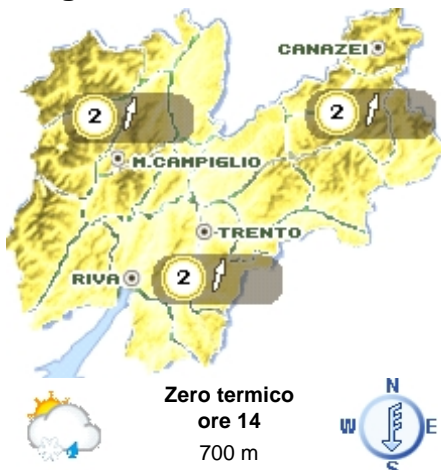 CANAZEI
2
2
M.CAMPIGLIO
TRENTO
RIVA
2
Zero termico
ore 14
700 m
N
W E
S